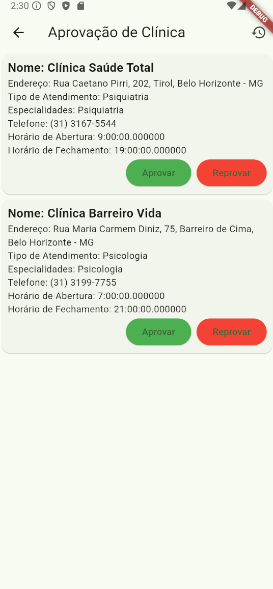 2:30
DEBUG
Aprovação de Clínica
Nome: Clínica Saúde Total
Endereço: Rua Caetano Pirri, 202, Tirol, Belo Horizonte - MG
Tipo de Atendimento: Psiquiatria
Especialidades: Psiquiatria
Telefone: (31) 3167-5544
Horário de Abertura: 9:00:00.000000
Horário de Fechamento: 19:00:00.000000
Aprovar Reprovar
Nome: Clínica Barreiro Vida
Endereço: Rua Maria Carmem Diniz, 75, Barreiro de Cima,
Belo Horizonte - MG
Tipo de Atendimento: Psicologia
Especialidades: Psicologia
Telefone: (31) 3199-7755
Horário de Abertura: 7:00:00.000000
Horário de Fechamento: 21:00:00.000000
Aprovar Reprovar